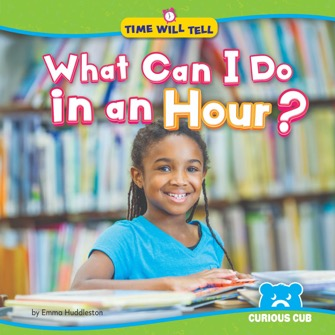 TIME WILL TELL
What Can I Do
in an Hour?
by Emma Huddleston
CURIOUS CUB